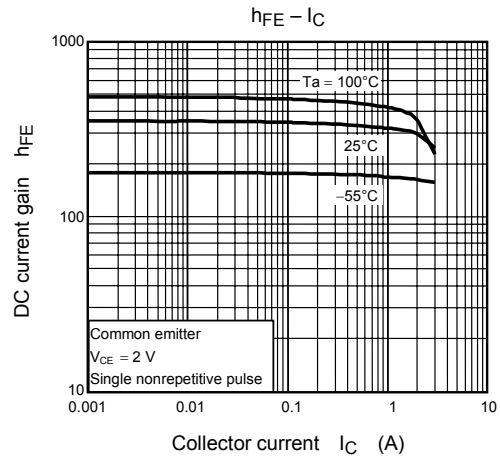 hFE – IC
1000
100
10
DC current gain hFE
Ta = 100°C
25°C
–55°C
Common emitter
VCE = 2 V
Single nonrepetitive pulse
0.001
0.01
0.1
1
10
Collector current IC (A)